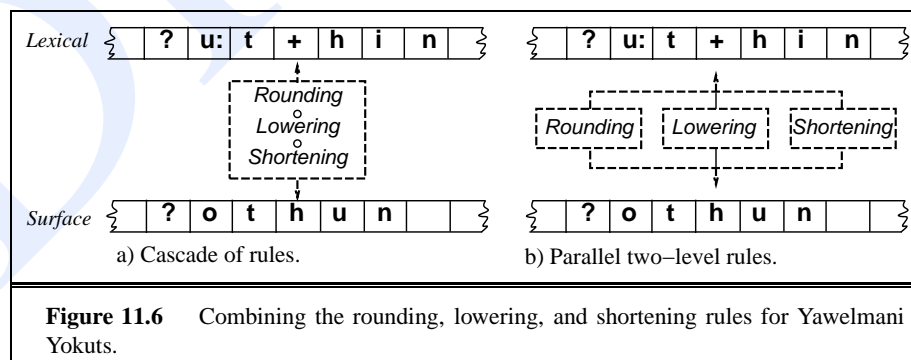 Lexical ? u: t + h i n ? u: t + h i n
Rounding
o
Lowering
o
Shortening
Rounding Lowering Shortening
Surface ? o t h u n ? o t h u n
a) Cascade of rules. b) Parallel two−level rules.
Figure 11.6 Combining the rounding, lowering, and shortening rules for Yawelmani
Yokuts.